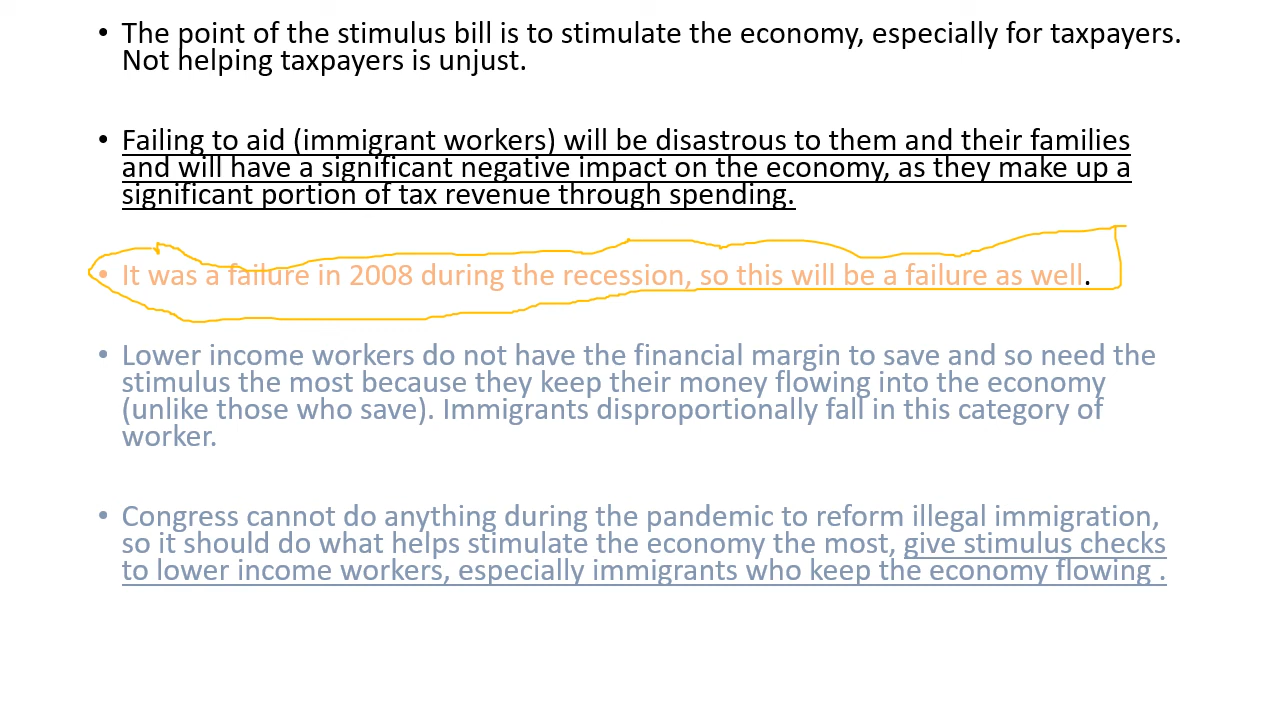 • The point of the stimulus bill is to stimulate the economy, especially for taxpayers.
Not helping taxpayers is unjust.
• Failing to aid (immigrant workers) will be disastrous to them and their families
and will have a significant negative impact on the economy, as they make up a
significant portion of tax revenue through spending.
• It was a failure in 2008 during the recession, so this will be a failure as well.
• Lower income workers do not have the financial margin to save and so need the
stimulus the most because they keep their money flowing into the economy
(unlike those who save). Immigrants disproportionally fall in this category of
worker.
• Congress cannot do anything during the pandemic to reform illegal immigration,
so it should do what helps stimulate the economy the most, give stimulus checks
to lower income workers, especially immigrants who keep the economy flowing .